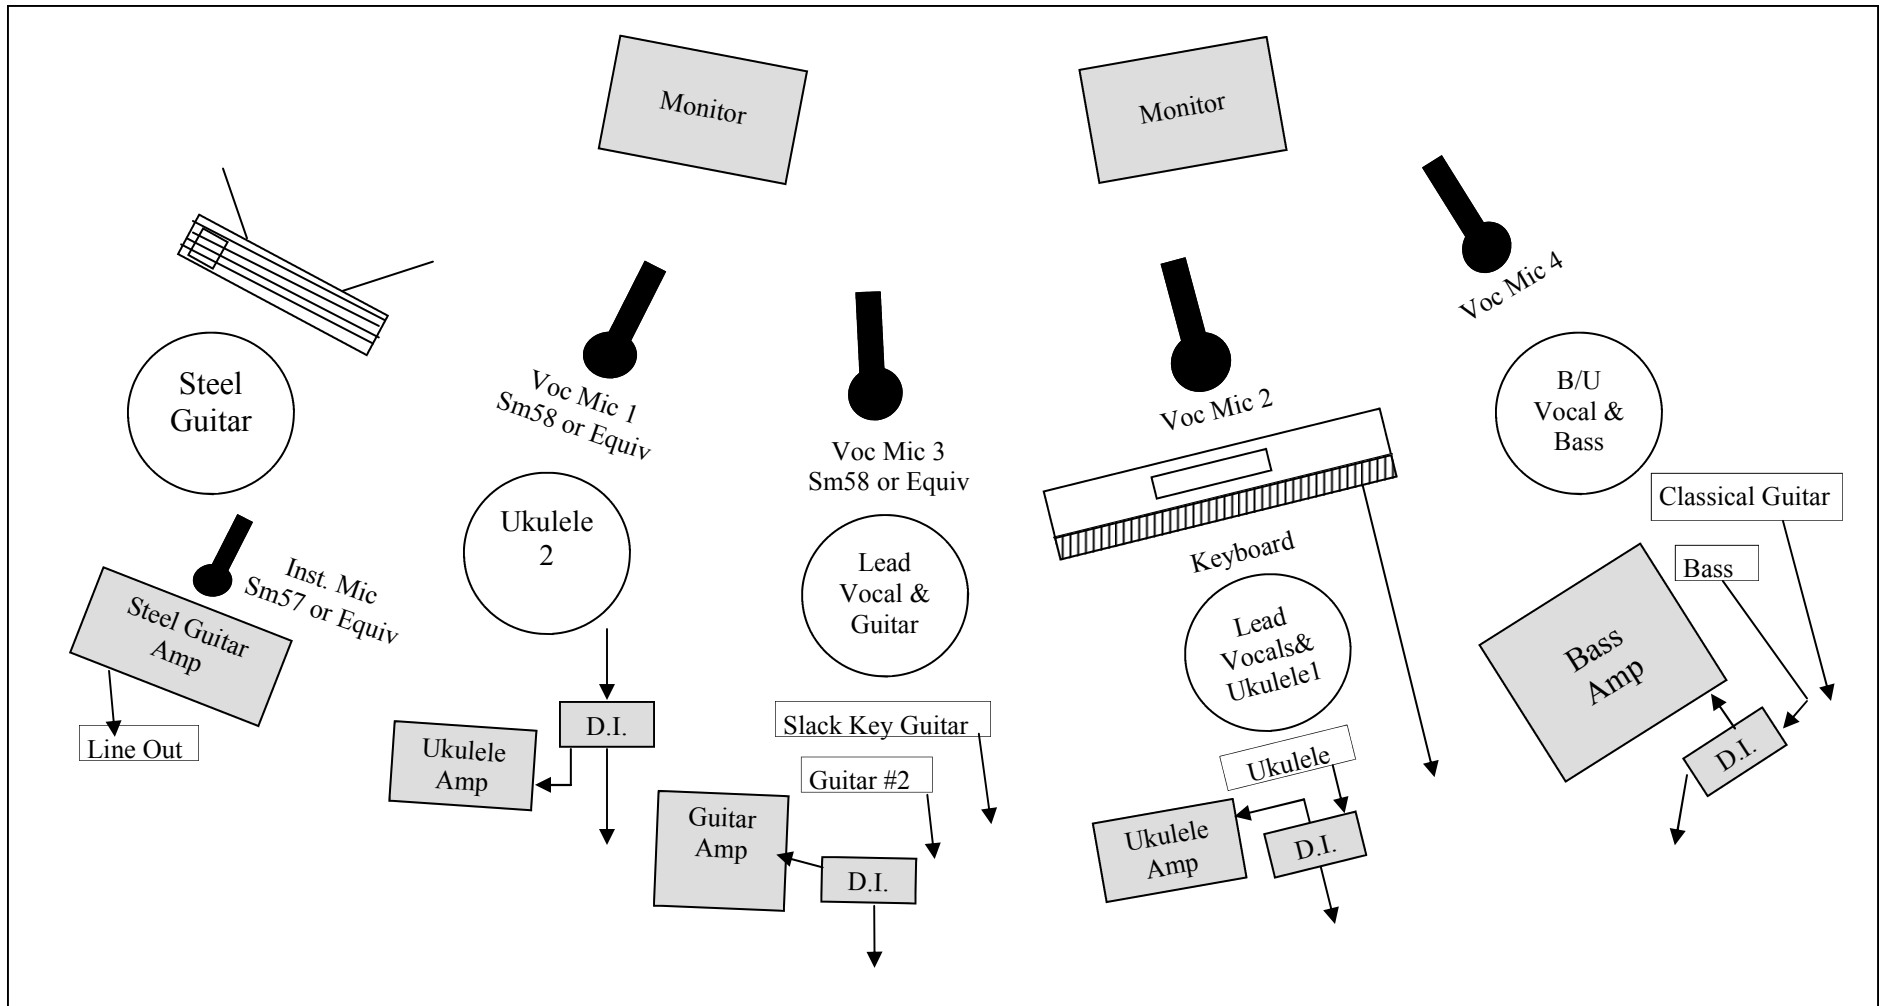 Monitor
Monitor
Voc Mic 4
Steel
Guitar
Voc Mic 1
Sm58 or Equiv
Voc Mic 3
Sm58 or Equiv
Voc Mic 2
B/U
Vocal &
Bass
Classical Guitar
Bass
Ukulele
2
Inst. Mic
Sm57 or Equiv
Steel Guitar
Amp
Line Out
Lead
Vocal &
Guitar
Keyboard
Lead
Vocals&
Ukulele1
Bass
Amp
D.I.
D.I.
Ukulele
Amp
Slack Key Guitar
Guitar #2
Guitar
Amp
D.I.
Ukulele
Ukulele
Amp
D.I.